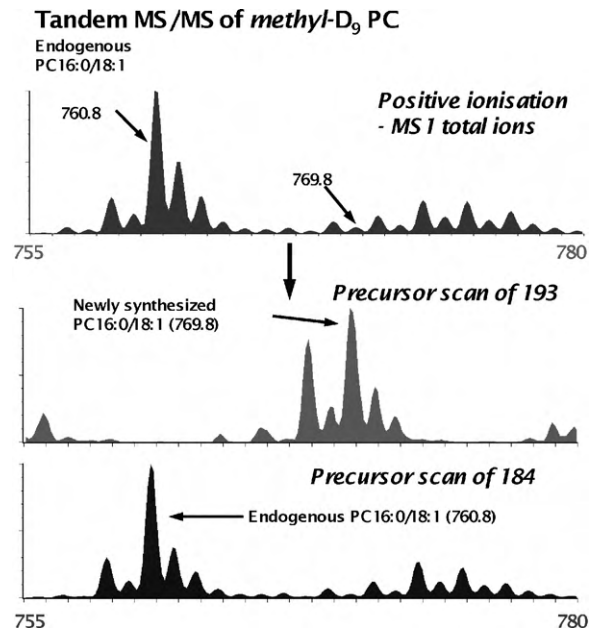 Tandem MS/MS of methyl-D₉ PC
Endogenous
PC16:0/18:1
760.8
Positive ionisation
- MS1 total ions
769.8
755
780
Newly synthesized
PC16:0/18:1 (769.8)
Precursor scan of 193
Precursor scan of 184
Endogenous PC16:0/18:1 (760.8)
755
780